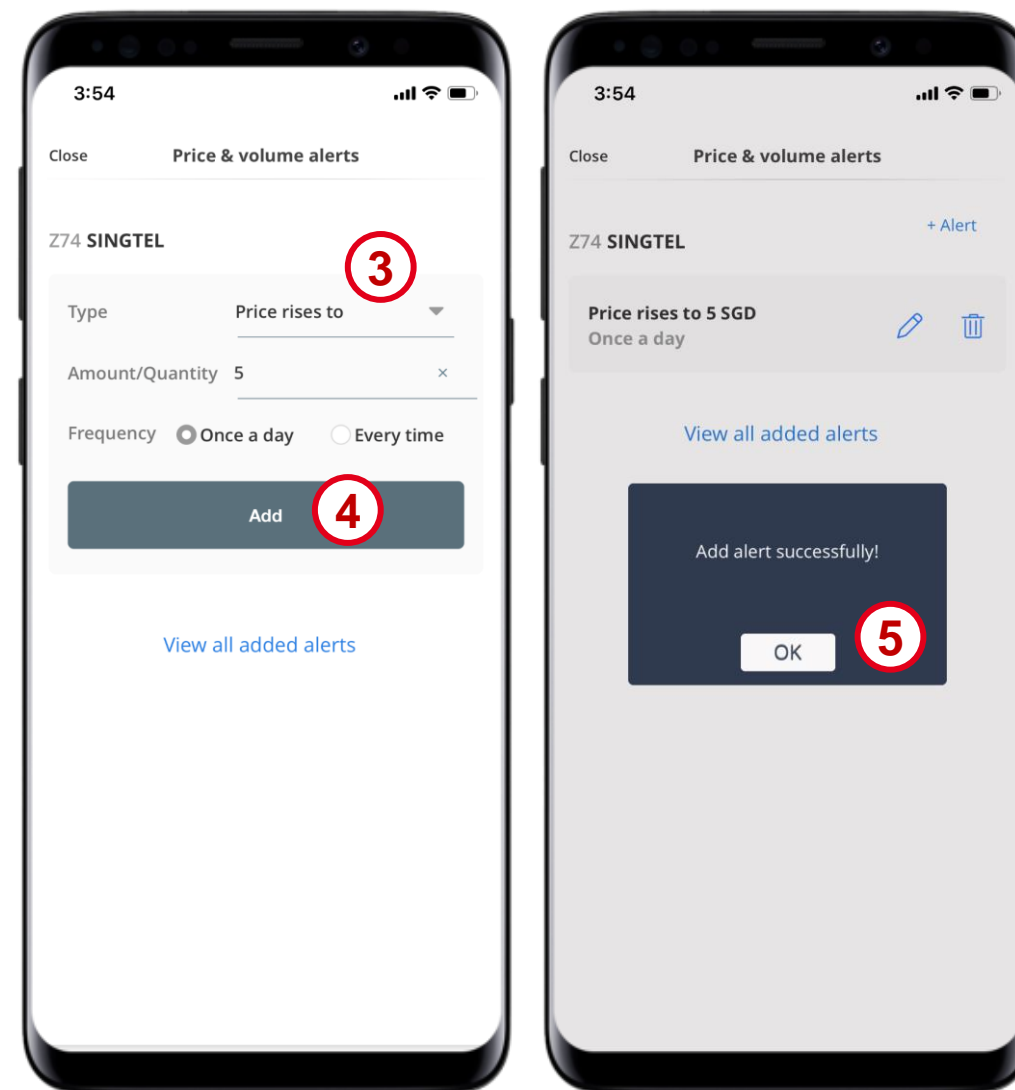 3:54
Close Price & volume alerts
Z74 SINGTEL
3
Type Price rises to
Amount/Quantity 5 ×
Frequency Once a day Every time
Add 4
View all added alerts
3:54
Close Price & volume alerts
+ Alert
Z74 SINGTEL
Price rises to 5 SGD
Once a day
View all added alerts
Add alert successfully!
OK 5